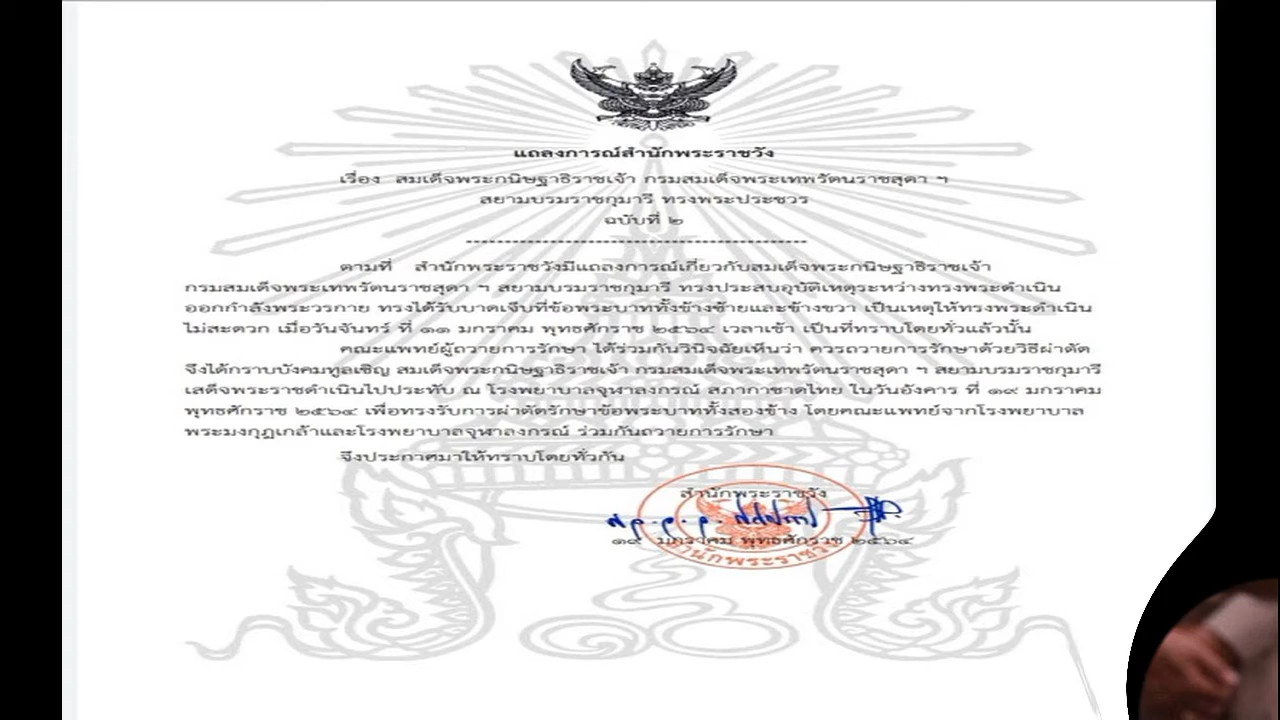 แถลงการณ์สำนักพระราชวัง
เรื่อง สมเด็จพระกนิษฐาธิราชเจ้า กรมสมเด็จพระเทพรัตนราชสุดา ฯ
สยามบรมราชกุมารี ทรงพระประชวร
ฉบับที่ ๒
ตามที่ สำนักพระราชวังมีแถลงการณ์เกี่ยวกับสมเด็จพระกนิษฐาธิราชเจ้า
กรมสมเด็จพระเทพรัตนราชสุดา ฯ สยามบรมราชกุมารี ทรงประสบอุบัติเหตุระหว่างทรงพระดำเนิน
ออกกำลังพระวรกาย ทรงได้รับบาดเจ็บที่ข้อพระบาททั้งข้างซ้ายและข้างขวา เป็นเหตุให้ทรงพระดำเนิน
ไม่สะดวก เมื่อวันจันทร์ ที่ ๑๑ มกราคม พุทธศักราช ๒๕๖๔ เวลาเช้า เป็นที่ทราบโดยทั่วแล้วนั้น
คณะแพทย์ผู้ถวายการรักษา ได้ร่วมกันวินิจฉัยเห็นว่า ควรถวายการรักษาด้วยวิธีผ่าตัด
จึงได้กราบบังคมทูลเชิญ สมเด็จพระกนิษฐาธิราชเจ้า กรมสมเด็จพระเทพรัตนราชสุดา ฯ สยามบรมราชกุมารี
เสด็จพระราชดำเนินไปประทับ ณ โรงพยาบาลจุฬาลงกรณ์ สภากาชาดไทย ในวันอังคาร ที่ ๑๙ มกราคม
พุทธศักราช ๒๕๖๔ เพื่อทรงรับการผ่าตัดรักษาข้อพระบาททั้งสองข้าง โดยคณะแพทย์จากโรงพยาบาล
พระมงกุฎเกล้าและโรงพยาบาลจุฬาลงกรณ์ ร่วมกันถวายการรักษา
จึงประกาศมาให้ทราบโดยทั่วกัน
สำนักพระราชวัง
๑๙ มกราคม พุทธศักราช ๒๕๖๔
สำนักพระราชวัง